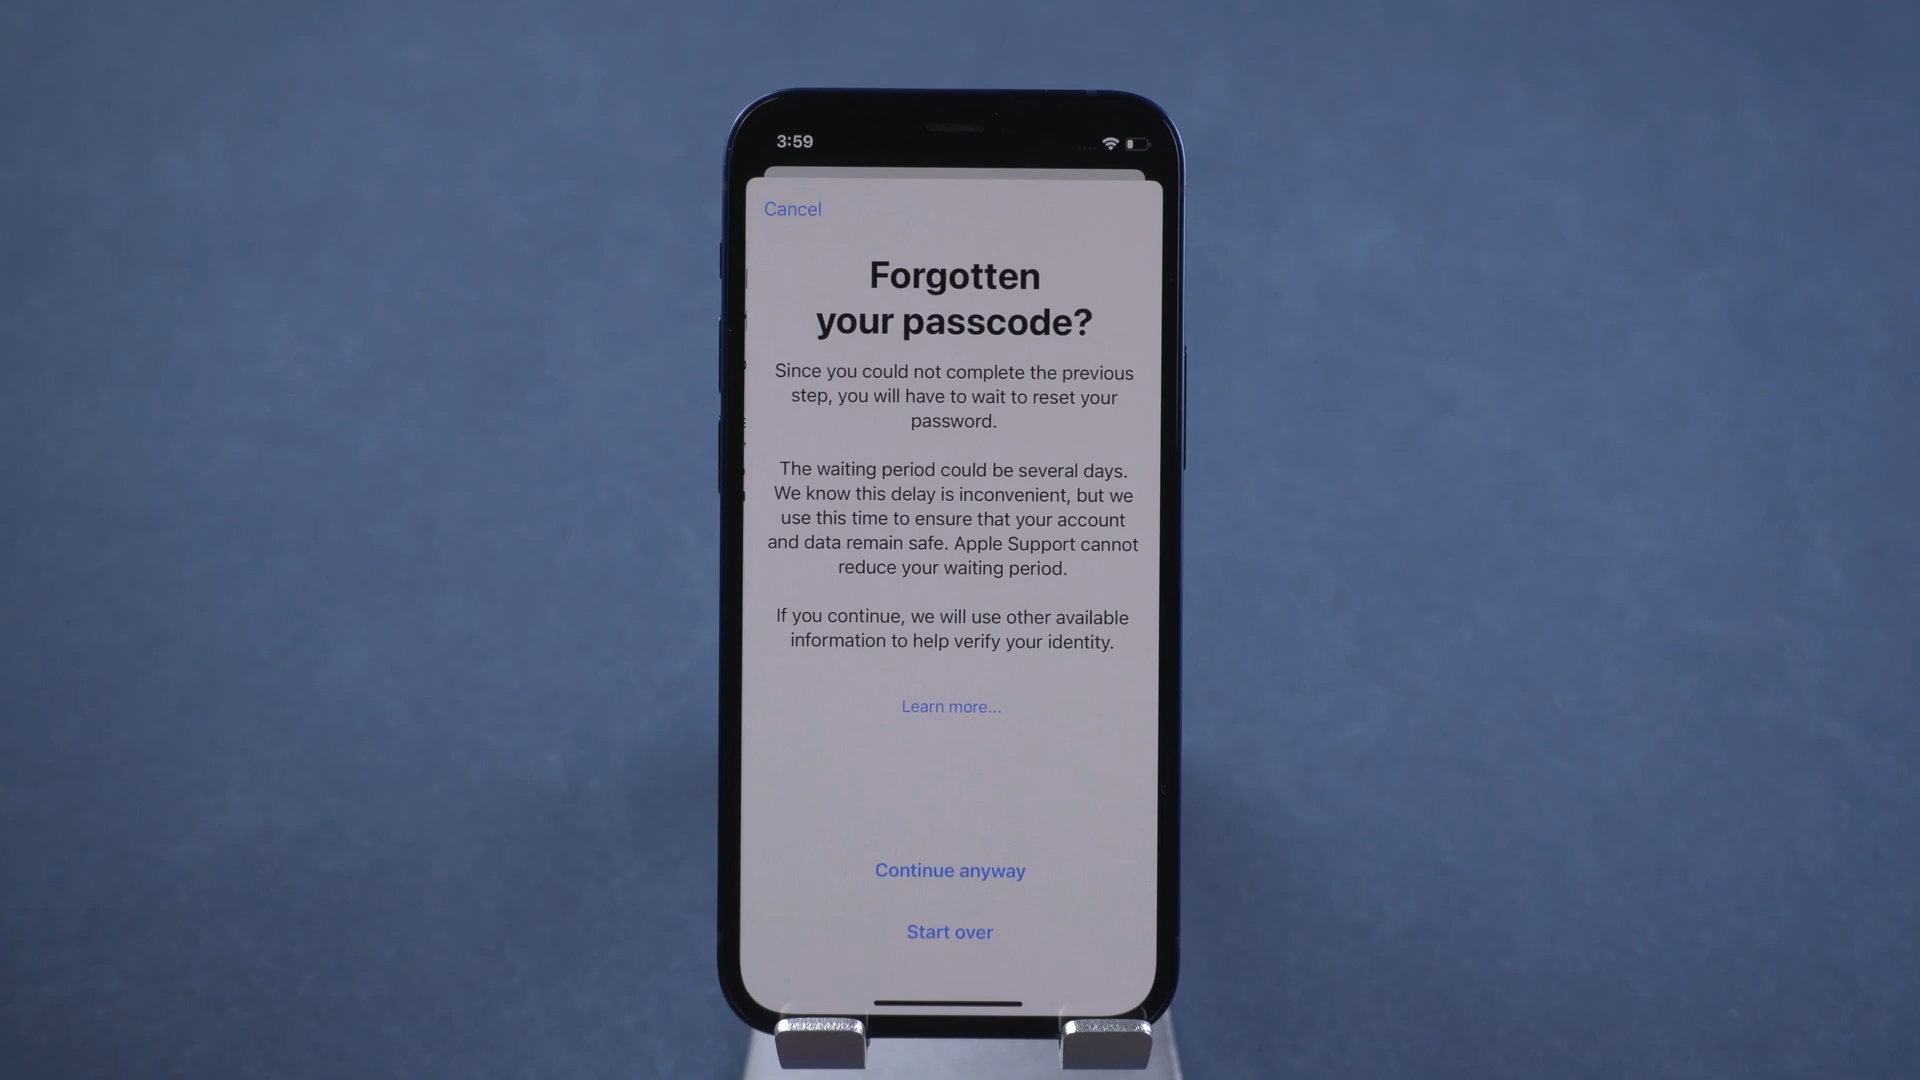 3:59
Cancel
Forgotten
your passcode?
Since you could not complete the previous
step, you will have to wait to reset your
password.
The waiting period could be several days.
We know this delay is inconvenient, but we
use this time to ensure that your account
and data remain safe. Apple Support cannot
reduce your waiting period.
If you continue, we will use other available
information to help verify your identity.
Learn more...
Continue anyway
Start over